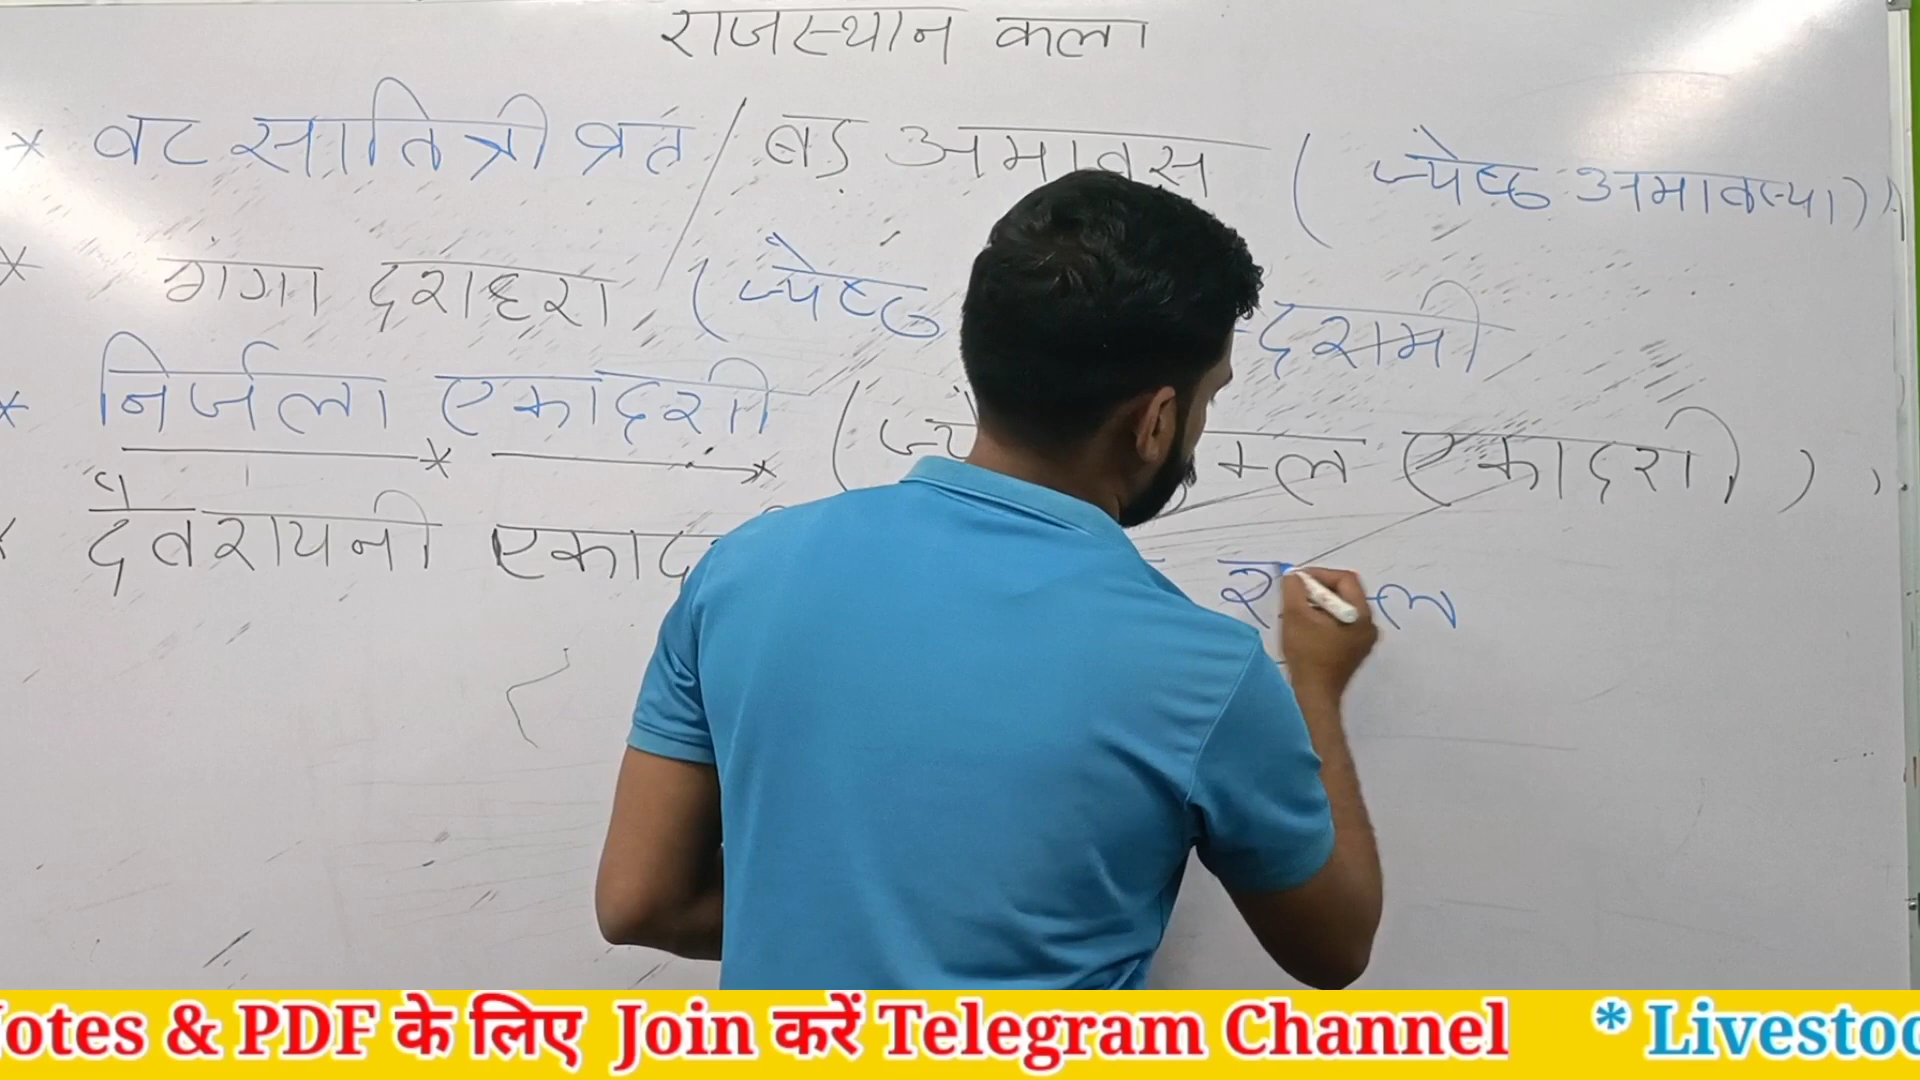 राजस्थान कला
* वट सातित्री व्रत / बड़ अमावस ( ज्येष्ठ अमावस्या )
* गंगा दशहरा ( ज्येष्ठ दशमी
* निर्जला एकादशी ( ज्ये क्ल एकादशी ) ,
* देवशयनी
Notes & PDF के लिए Join करें Telegram Channel * Livestoc